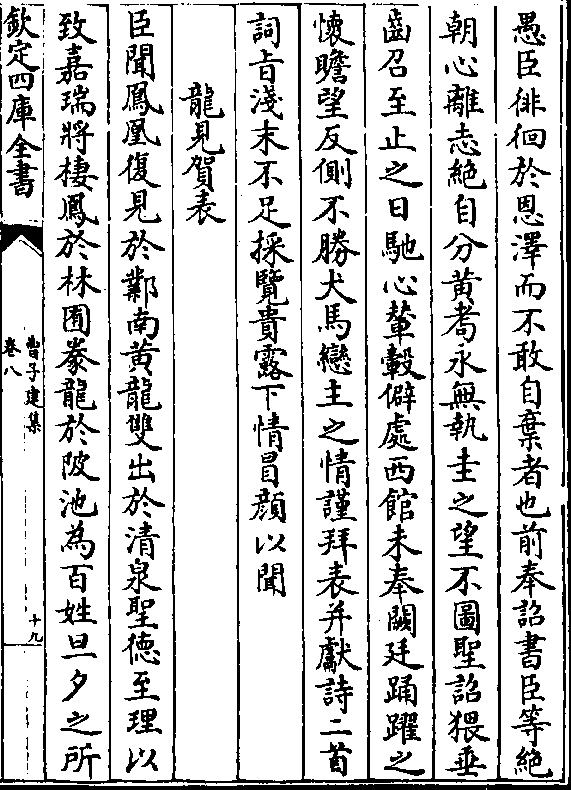 愚臣徘徊於恩澤而不敢自棄者也前奉詔書臣等絶
朝心離志絶自分黄耉永無執圭之望不圖聖詔猥垂
齒召至止之日馳心輦轂僻處西館未奉闕廷踊躍之
懷瞻望反側不勝犬馬戀主之情謹拜表并獻詩二首
詞㫖淺末不足採覽貴露下情冒顔以聞
龍見賀表
臣聞鳳凰復見於鄴南黄龍雙出於清泉聖德至理以
致嘉瑞將棲鳳於林囿豢龍於陂池為百姓旦夕之所
欽定四庫全書
曹子建集
卷八
十九